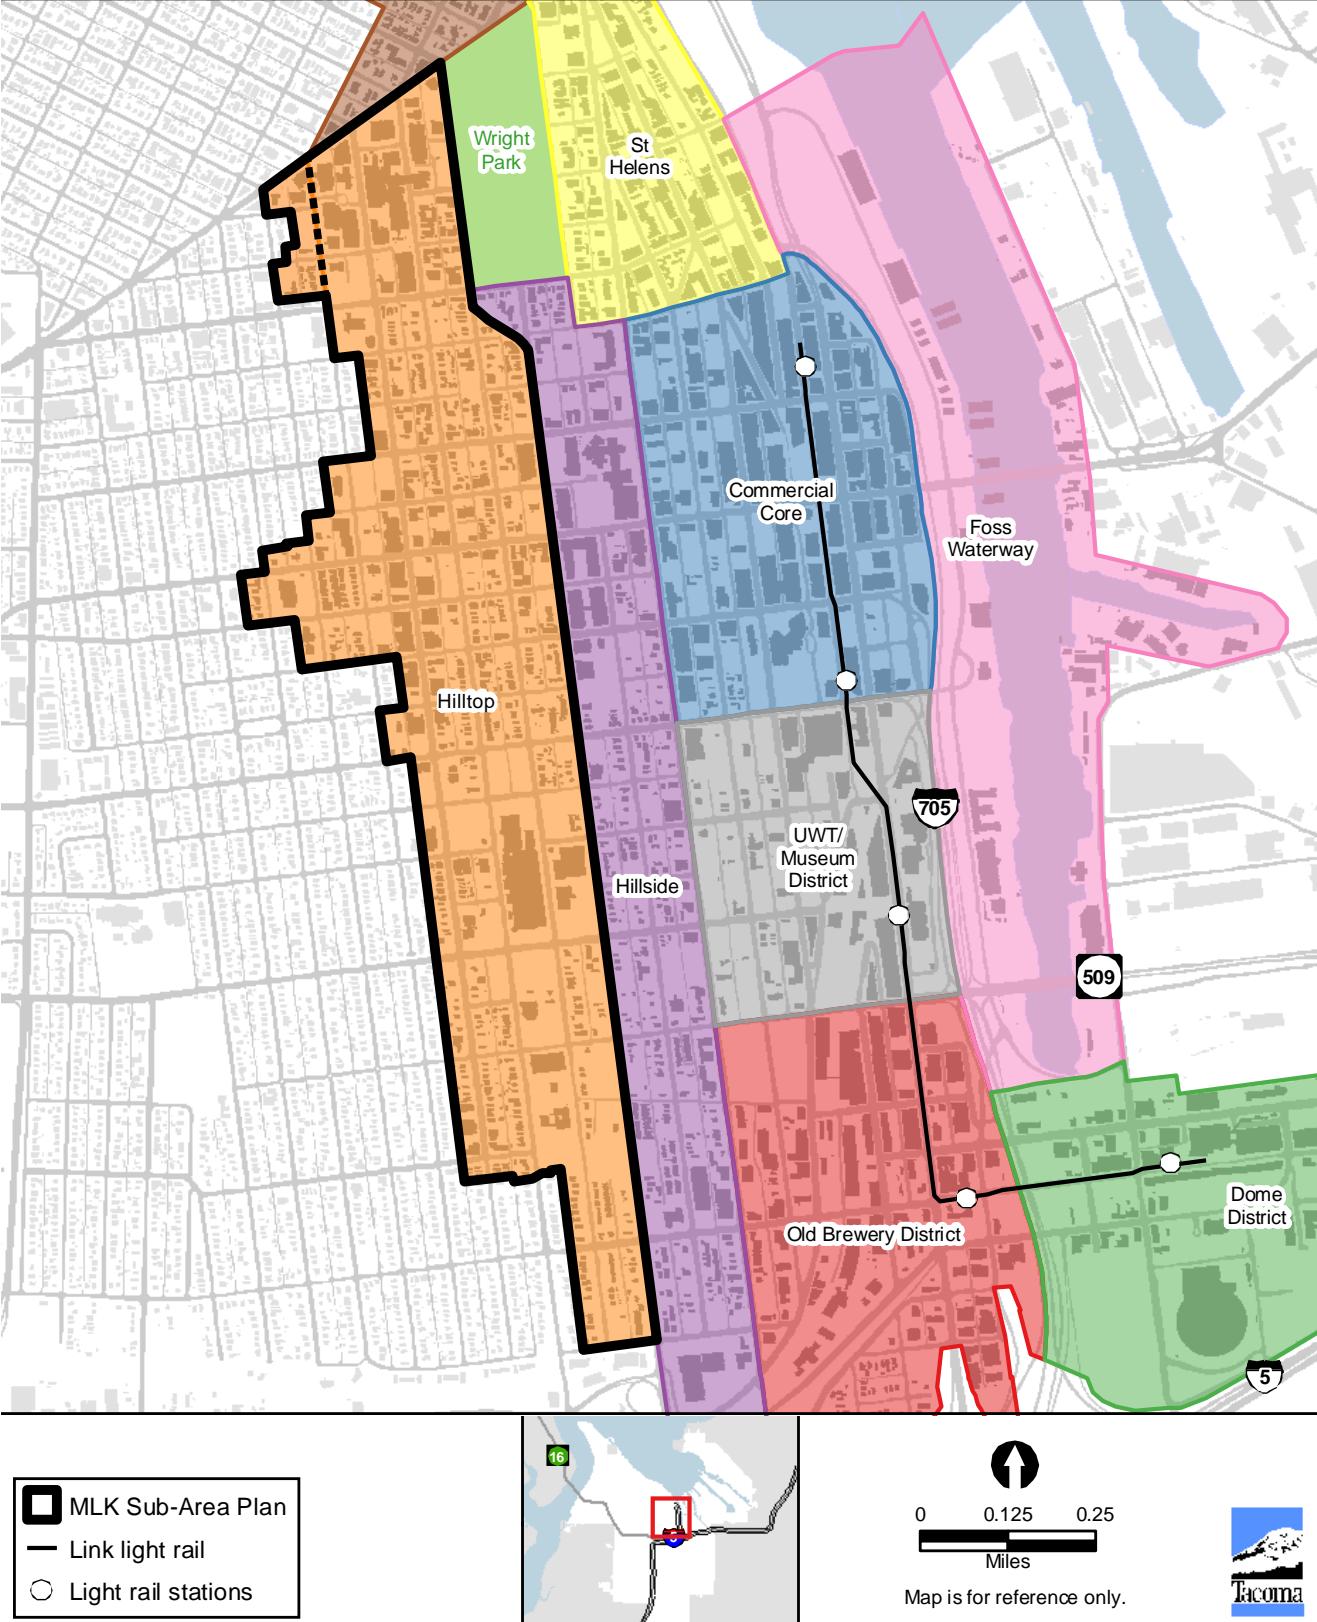 Wright
Park
St
Helens
Commercial
Core
Foss
Waterway
Hilltop
705
UWT/
Museum
District
Hillside
509
Dome
District
Old Brewery District
5
16
MLK Sub-Area Plan
Link light rail
Light rail stations
0 0.125 0.25
Miles
Map is for reference only.
Tacoma